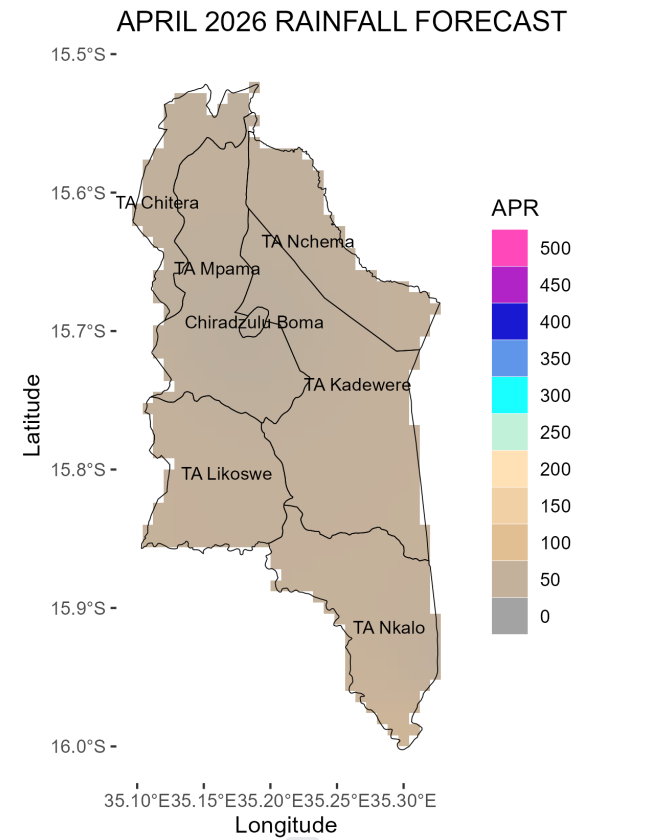 APRIL 2026 RAINFALL FORECAST
15.5°S
15.6°S
15.7°S
15.8°S
15.9°S
16.0°S
Latitude
TA Chitera
TA Nchema
TA Mpama
Chiradzulu Boma
TA Kadewere
TA Likoswe
TA Nkalo
35.10°E35.15°E35.20°E35.25°E35.30°E
Longitude
APR
500
450
400
350
300
250
200
150
100
50
0